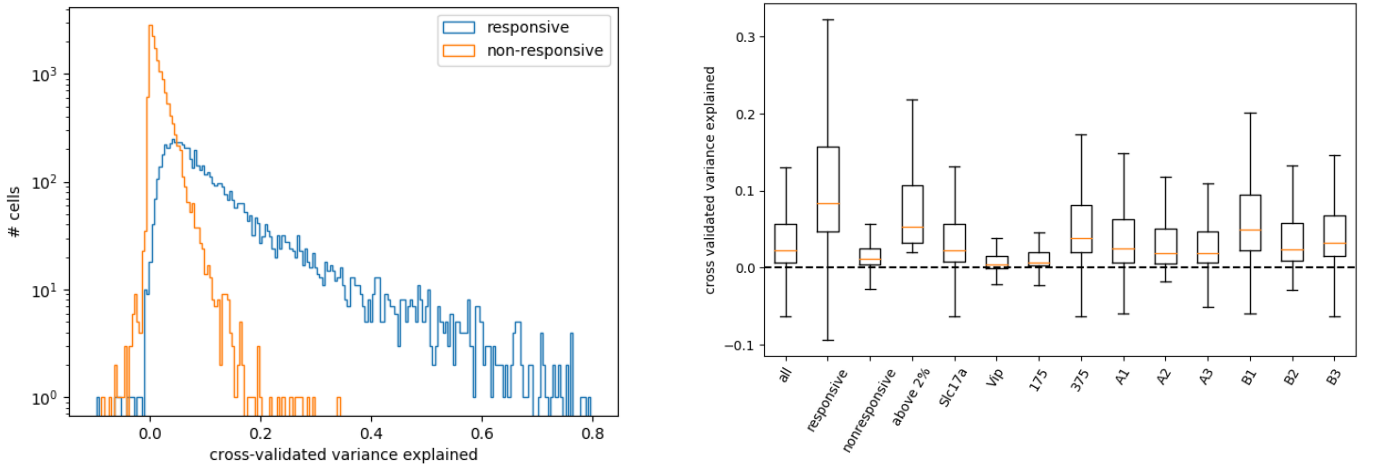 responsive
non-responsive
10³
10²
10¹
10⁰
# cells
0.0 0.2 0.4 0.6 0.8
cross-validated variance explained
0.3
0.2
0.1
0.0
−0.1
cross validated variance explained
all responsive nonresponsive above 2% Slc17a Vip 175 375 A1 A2 A3 B1 B2 B3